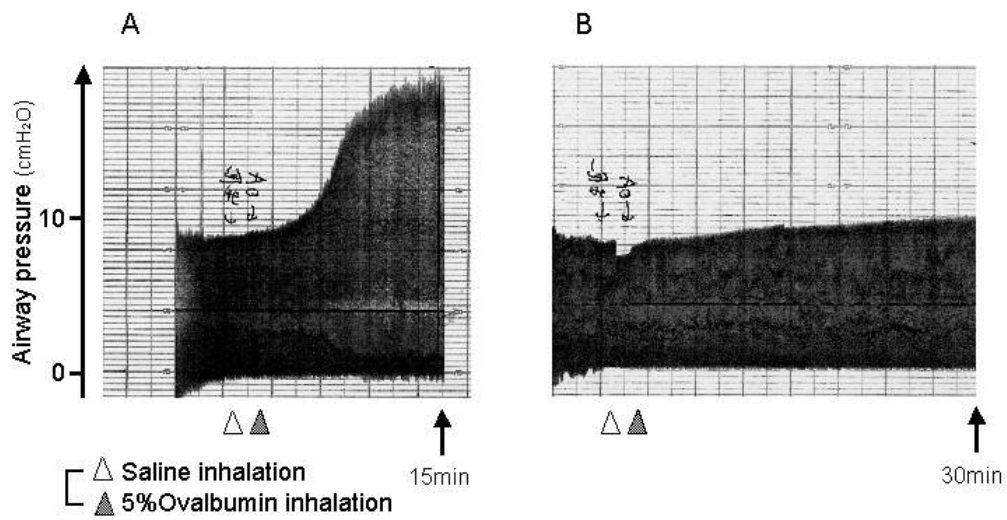 A
B
Airway pressure (cmH₂O)
10
0
15min
30min
Saline inhalation
5%Ovalbumin inhalation